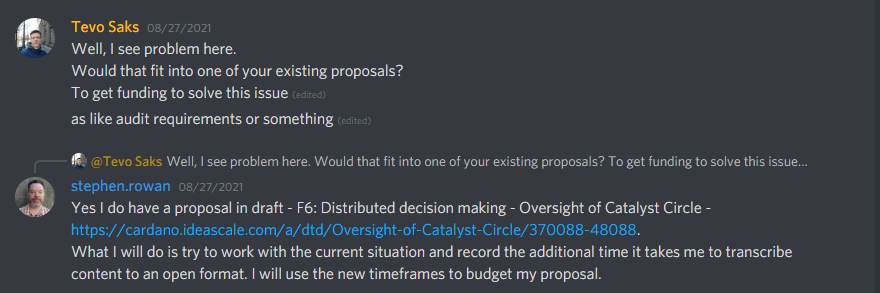 Tevo Saks 08/27/2021
Well, I see problem here.
Would that fit into one of your existing proposals?
To get funding to solve this issue (edited)
as like audit requirements or something (edited)
@Tevo Saks Well, I see problem here. Would that fit into one of your existing proposals? To get funding to solve this issue...
stephen.rowan 08/27/2021
Yes I do have a proposal in draft - F6: Distributed decision making - Oversight of Catalyst Circle -
https://cardano.ideascale.com/a/dtd/Oversight-of-Catalyst-Circle/370088-48088.
What I will do is try to work with the current situation and record the additional time it takes me to transcribe
content to an open format. I will use the new timeframes to budget my proposal.